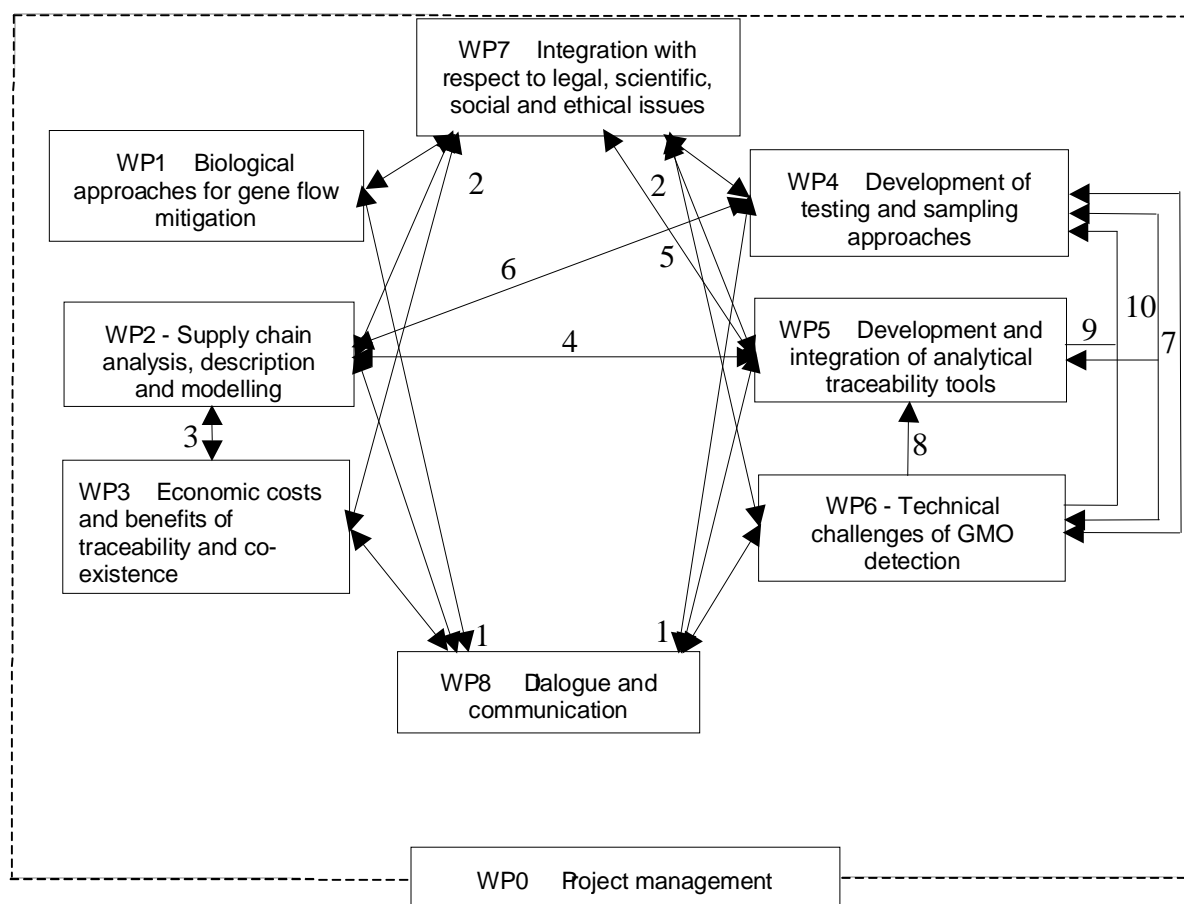 WP7 Integration with
respect to legal, scientific,
social and ethical issues
WP1 Biological
approaches for gene flow
mitigation
2
2
WP4 Development of
testing and sampling
approaches
6
5
10
7
WP2 - Supply chain
analysis, description
and modelling
4
WP5 Development and
integration of analytical
traceability tools
9
3
8
WP3 Economic costs
and benefits of
traceability and co-
existence
WP6 - Technical
challenges of GMO
detection
1
1
WP8 Dialogue and
communication
WP0 Project management